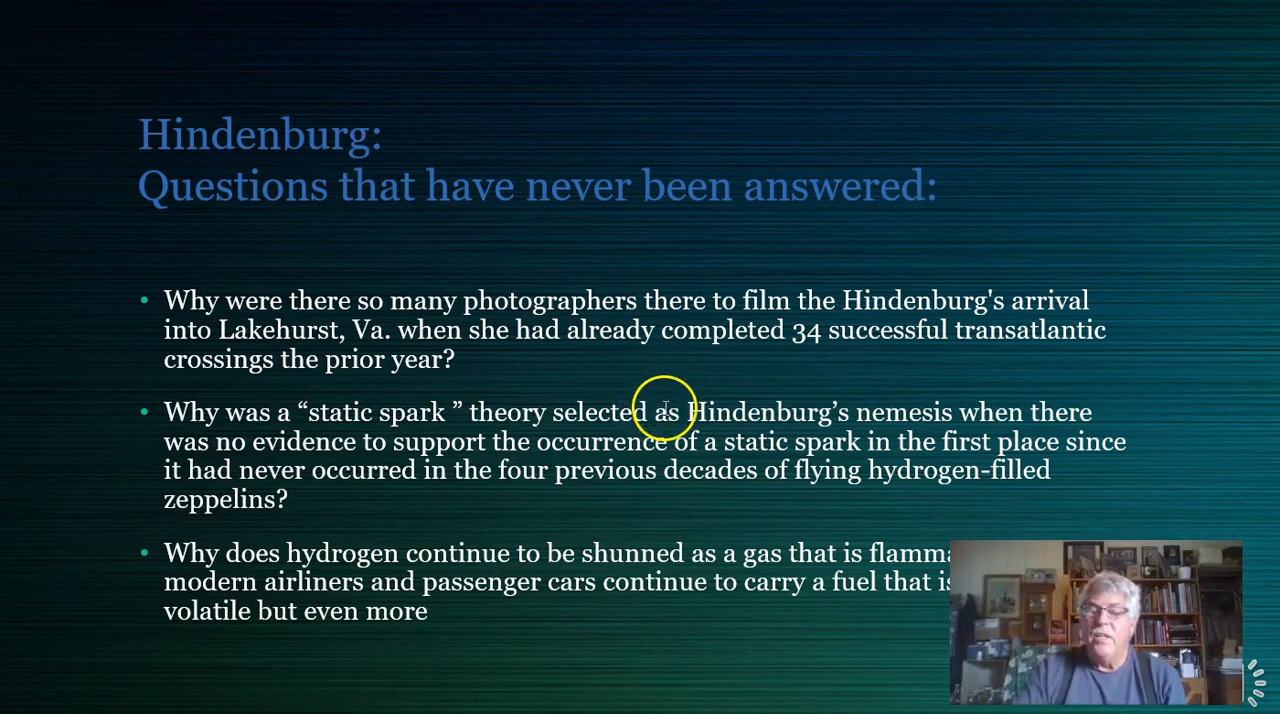 Hindenburg:
Questions that have never been answered:
• Why were there so many photographers there to film the Hindenburg's arrival
into Lakehurst, Va. when she had already completed 34 successful transatlantic
crossings the prior year?
• Why was a “static spark ” theory selected as Hindenburg’s nemesis when there
was no evidence to support the occurrence of a static spark in the first place since
it had never occurred in the four previous decades of flying hydrogen-filled
zeppelins?
• Why does hydrogen continue to be shunned as a gas that is
modern airliners and passenger cars continue to carry a fuel that
volatile but even more